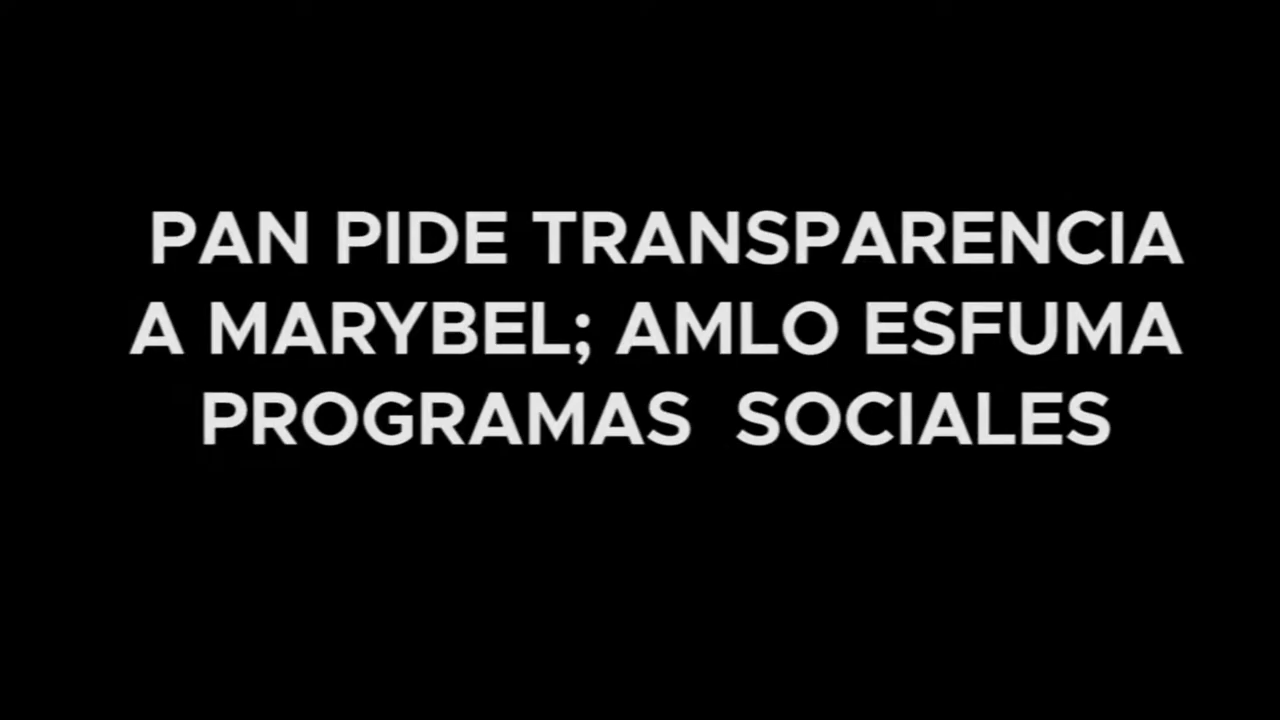 PAN PIDE TRANSPARENCIA
A MARYBEL; AMLO ESFUMA
PROGRAMAS  SOCIALES